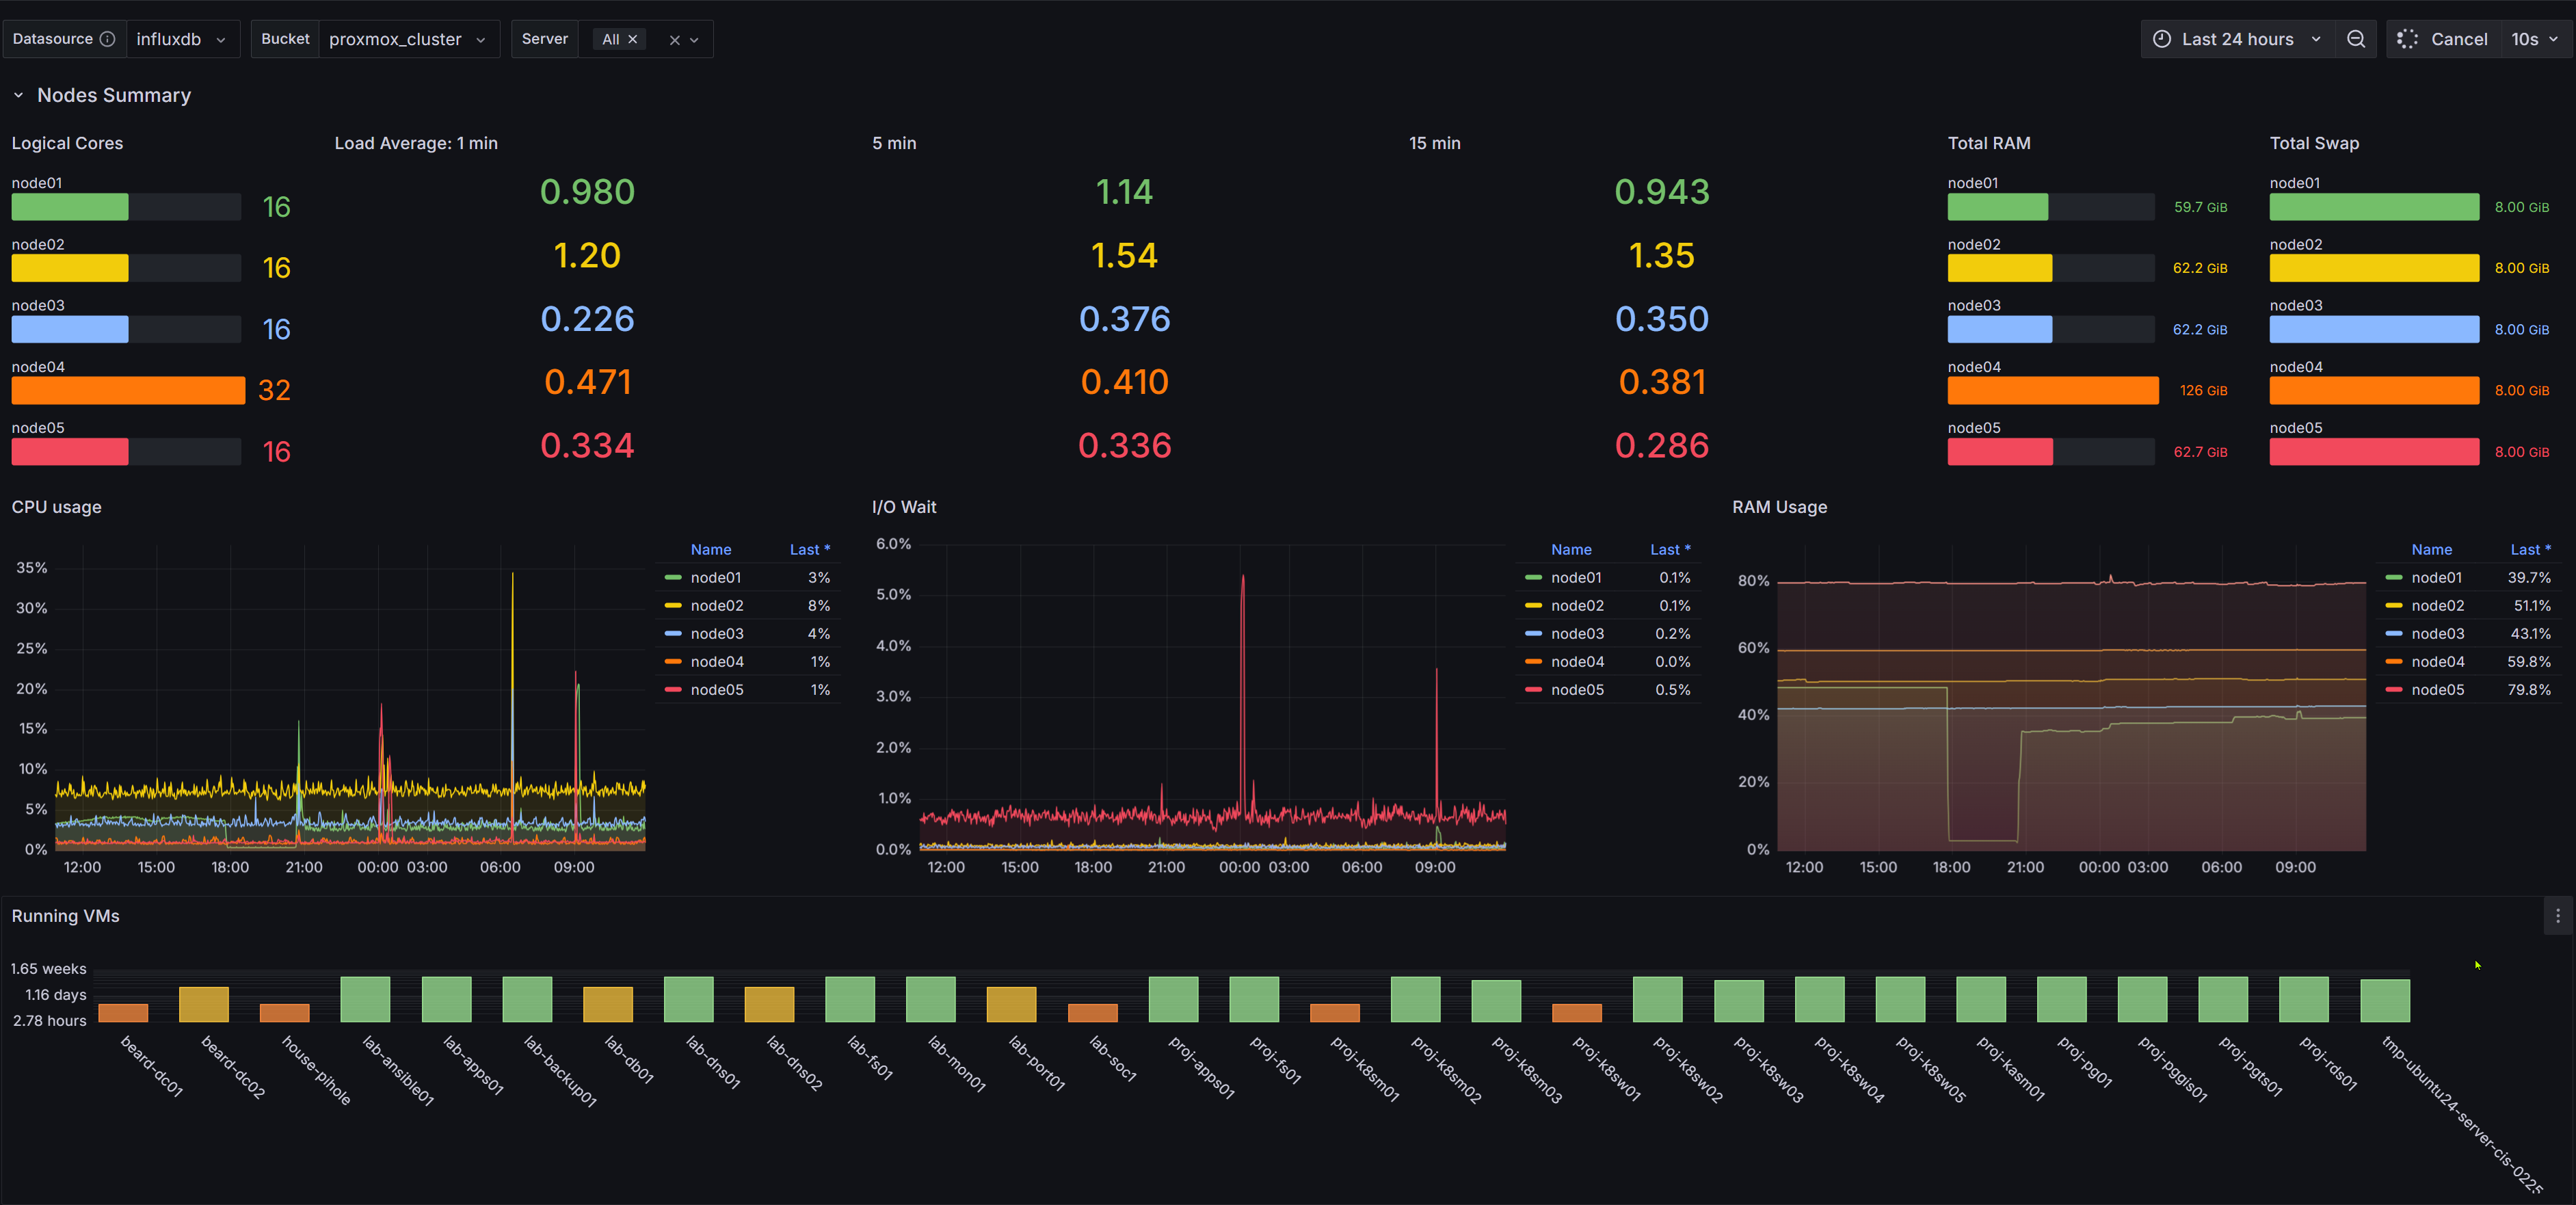 Datasource influxdb Bucket proxmox_cluster Server All Last 24 hours Cancel 10s
Nodes Summary
Logical Cores
node01
16
node02
16
node03
16
node04
32
node05
16
Load Average: 1 min
0.980
1.20
0.226
0.471
0.334
5 min
1.14
1.54
0.376
0.410
0.336
15 min
0.943
1.35
0.350
0.381
0.286
Total RAM
node01
59.7 GiB
node02
62.2 GiB
node03
62.2 GiB
node04
126 GiB
node05
62.7 GiB
Total Swap
node01
8.00 GiB
node02
8.00 GiB
node03
8.00 GiB
node04
8.00 GiB
node05
8.00 GiB
CPU usage
35%
30%
25%
20%
15%
10%
5%
0%
12:00 15:00 18:00 21:00 00:00 03:00 06:00 09:00
Name Last *
node01 3%
node02 8%
node03 4%
node04 1%
node05 1%
I/O Wait
6.0%
5.0%
4.0%
3.0%
2.0%
1.0%
0.0%
12:00 15:00 18:00 21:00 00:00 03:00 06:00 09:00
Name Last *
node01 0.1%
node02 0.1%
node03 0.2%
node04 0.0%
node05 0.5%
RAM Usage
80%
60%
40%
20%
0%
12:00 15:00 18:00 21:00 00:00 03:00 06:00 09:00
Name Last *
node01 39.7%
node02 51.1%
node03 43.1%
node04 59.8%
node05 79.8%
Running VMs
1.65 weeks
1.16 days
2.78 hours
beard-dc01
beard-dc02
house-pihole
lab-ansible01
lab-apps01
lab-backup01
lab-db01
lab-dns01
lab-dns02
lab-fs01
lab-mon01
lab-port01
lab-soc1
proj-apps01
proj-fs01
proj-k8sm01
proj-k8sm02
proj-k8sm03
proj-k8sw01
proj-k8sw02
proj-k8sw03
proj-k8sw04
proj-k8sw05
proj-kasm01
proj-pg01
proj-pggis01
proj-pgts01
proj-rds01
tmp-ubuntu24-server-cis-0225